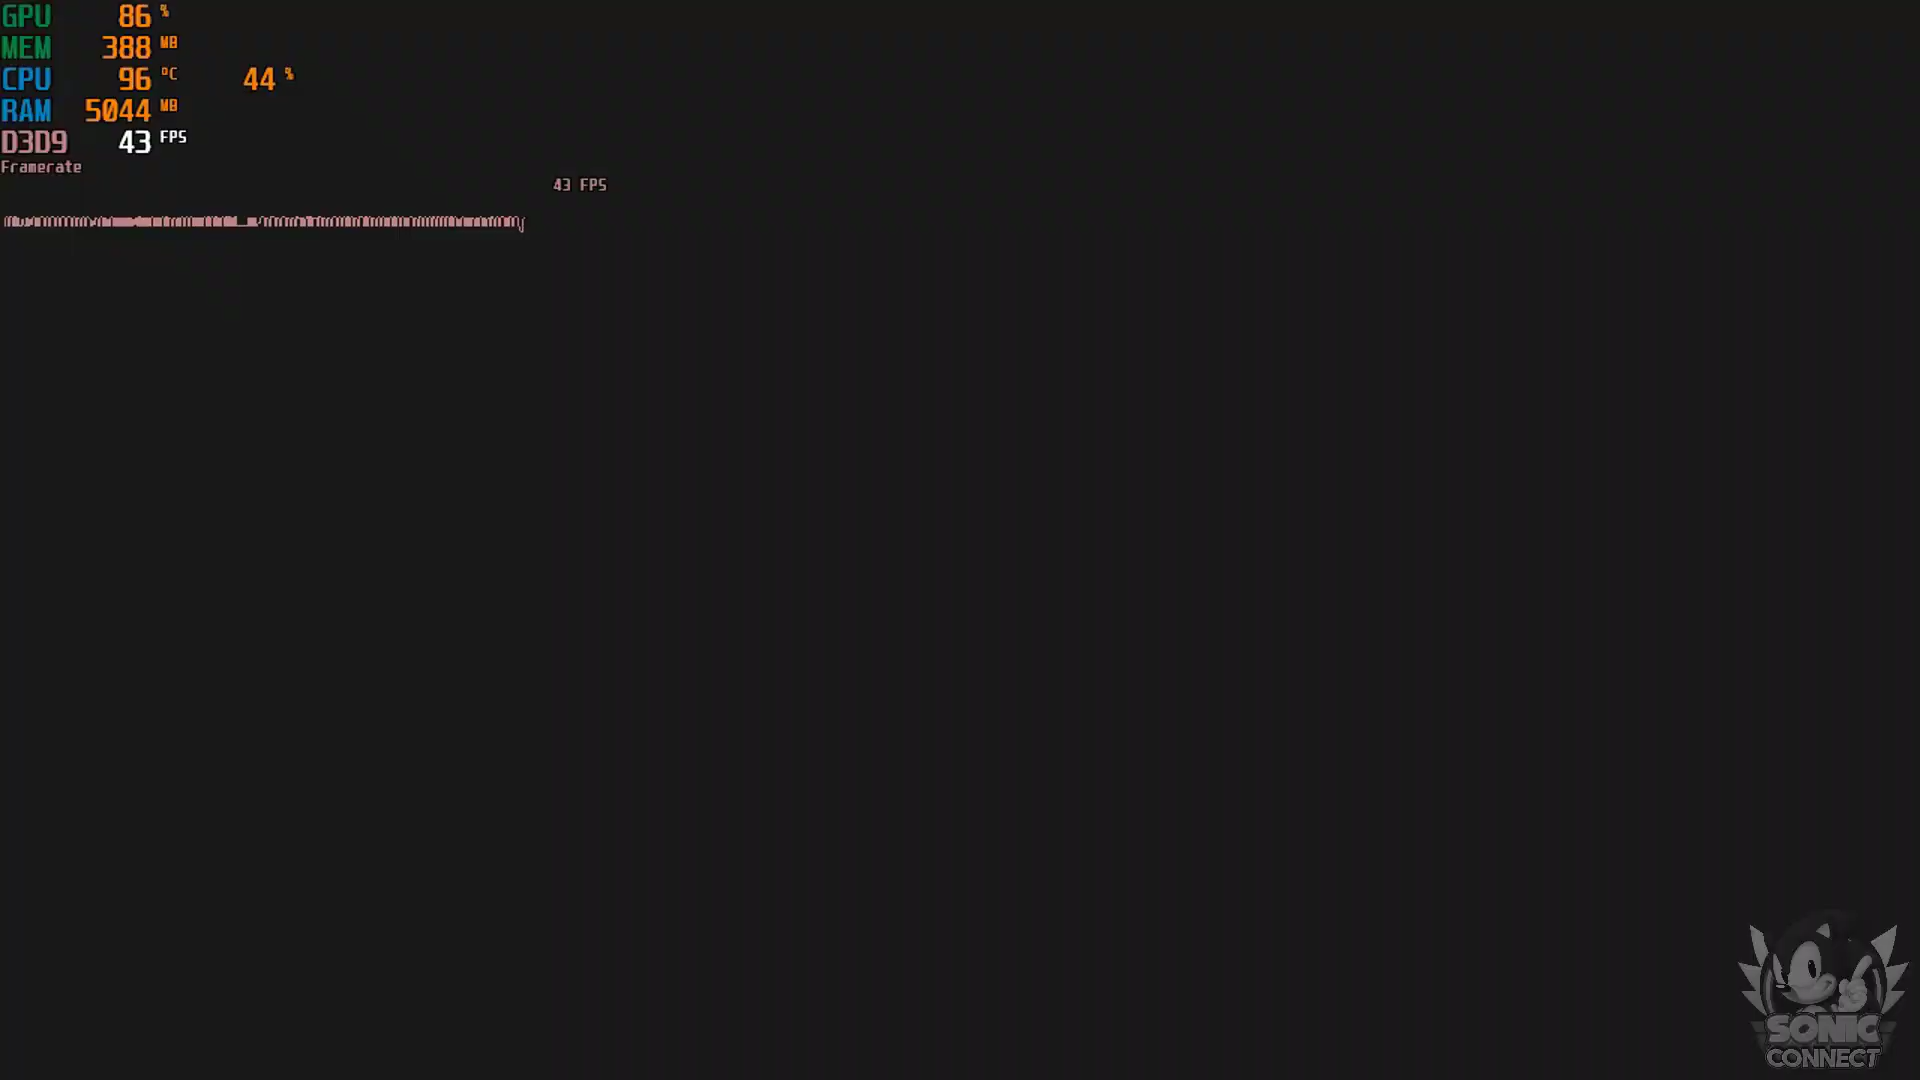 GPU 86 %
MEM 388 MB
CPU 96 °C 44 %
RAM 5044 MB
D3D9 43 FPS
Framerate
43 FPS
SONIC
CONNECT